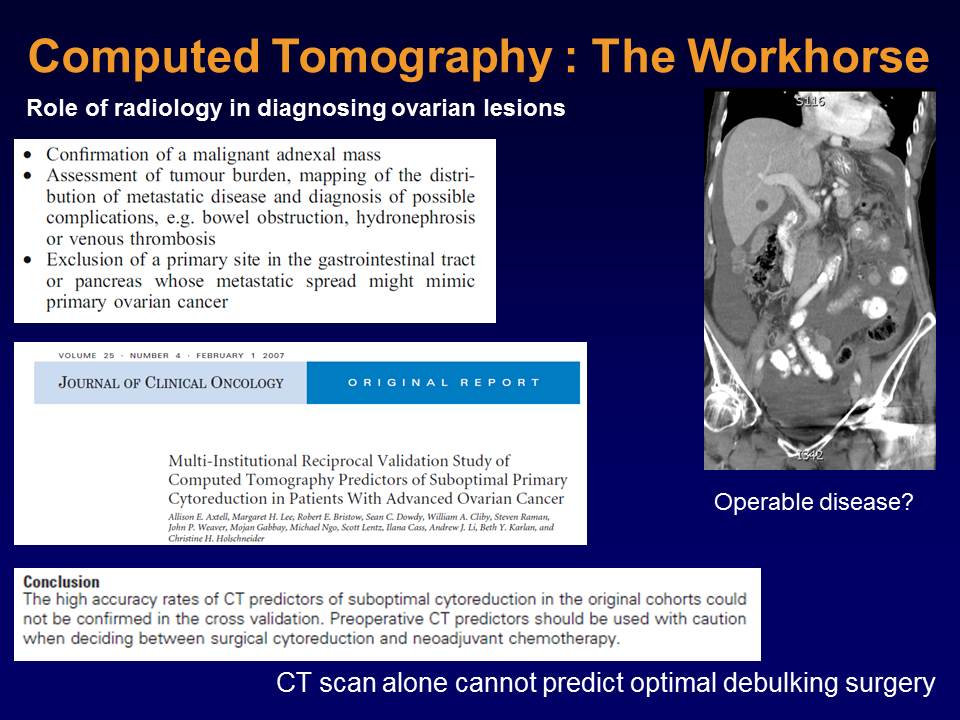 Computed Tomography : The Workhorse
Role of radiology in diagnosing ovarian lesions
• Confirmation of a malignant adnexal mass
• Assessment of tumour burden, mapping of the distri-
bution of metastatic disease and diagnosis of possible
complications, e.g. bowel obstruction, hydronephrosis
or venous thrombosis
• Exclusion of a primary site in the gastrointestinal tract
or pancreas whose metastatic spread might mimic
primary ovarian cancer
S116
I342
Operable disease?
VOLUME 25 · NUMBER 4 · FEBRUARY 1 2007
JOURNAL OF CLINICAL ONCOLOGY
ORIGINAL REPORT
Multi-Institutional Reciprocal Validation Study of
Computed Tomography Predictors of Suboptimal Primary
Cytoreduction in Patients With Advanced Ovarian Cancer
Allison E. Axtell, Margaret H. Lee, Robert E. Bristow, Sean C. Dowdy, William A. Cliby, Steven Raman,
John P. Weaver, Mojan Gabbay, Michael Ngo, Scott Lentz, Ilana Cass, Andrew J. Li, Beth Y. Karlan, and
Christine H. Holschneider
Conclusion
The high accuracy rates of CT predictors of suboptimal cytoreduction in the original cohorts could
not be confirmed in the cross validation. Preoperative CT predictors should be used with caution
when deciding between surgical cytoreduction and neoadjuvant chemotherapy.
CT scan alone cannot predict optimal debulking surgery